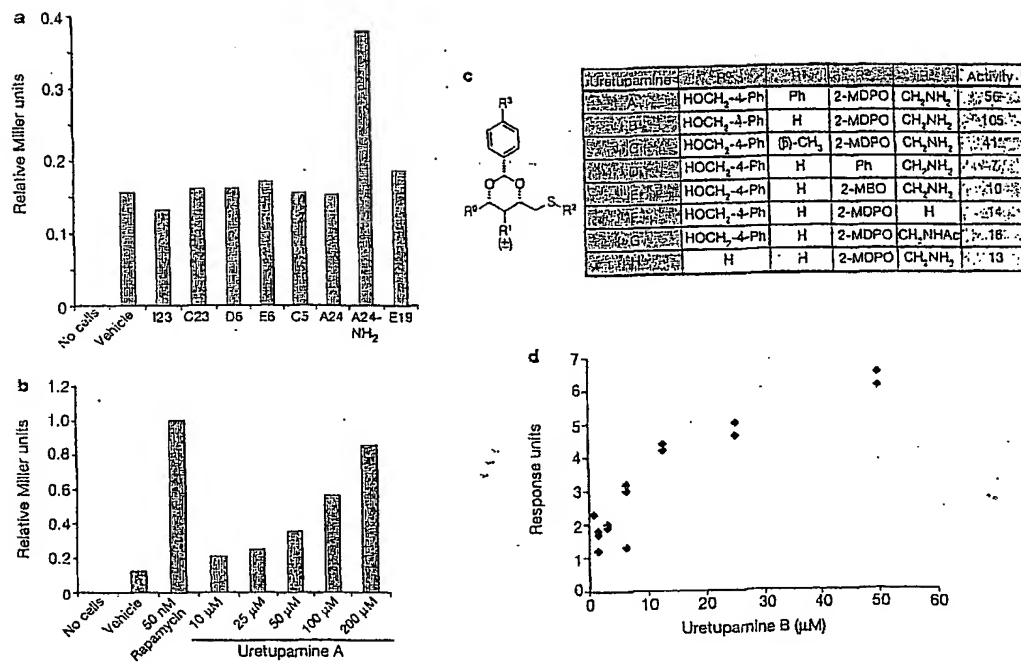 a
0.4
0.3
0.2
0.1
0
Relative Miller units
No cells
Vehicle
I23
C23
D6
E6
C5
A24
A24-NH₂
E19
b
1.2
1.0
0.8
0.6
0.4
0.2
0.0
Relative Miller units
No cells
Vehicle
50 nM Rapamycin
10 μM
25 μM
50 μM
100 μM
200 μM
Uretupamine A
c
R³
O O
S R²
R¹
(±)
Uretupamine Activity
A HOCH₂-4-Ph Ph 2-MDPO CH₂NH₂ 56
B HOCH₂-4-Ph H 2-MDPO CH₂NH₂ 105
HOCH₂-4-Ph (β)-CH₃ 2-MDPO CH₂NH₂ 41
HOCH₂-4-Ph H Ph CH₂NH₂
HOCH₂-4-Ph H 2-MBO CH₂NH₂ 10
HOCH₂-4-Ph H 2-MDPO H 14
G HOCH₂-4-Ph H 2-MDPO CH₂NHAc 16
H H H 2-MDPO CH₂NH₂ 13
d
7
6
5
4
3
2
1
0
Response units
0 20 40 60
Uretupamine B (μM)